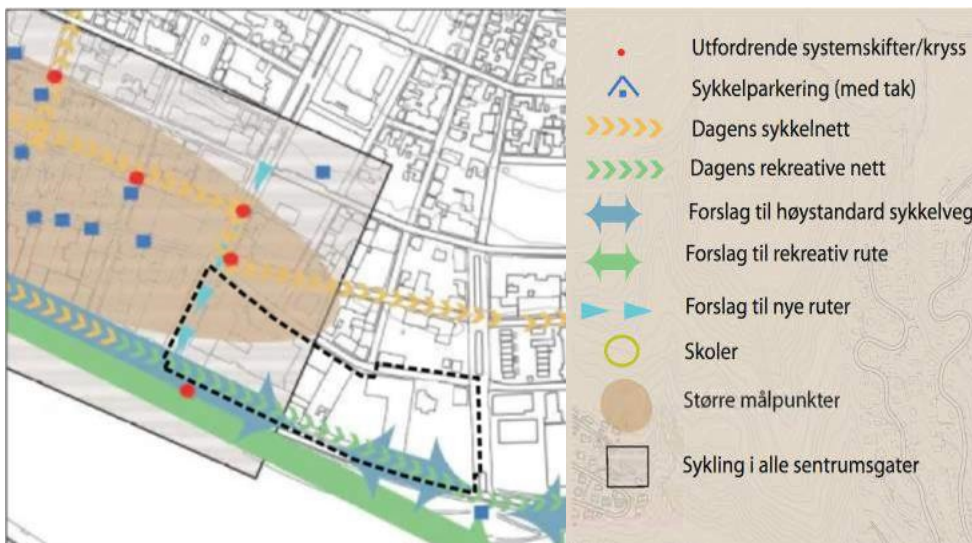 Utfordrende systemskifter/kryss
Sykkelparkering (med tak)
Dagens sykkelnett
Dagens rekreative nett
Forslag til høystandard sykkelveg
Forslag til rekreativ rute
Forslag til nye ruter
Skoler
Større målpunkter
Sykling i alle sentrumsgater